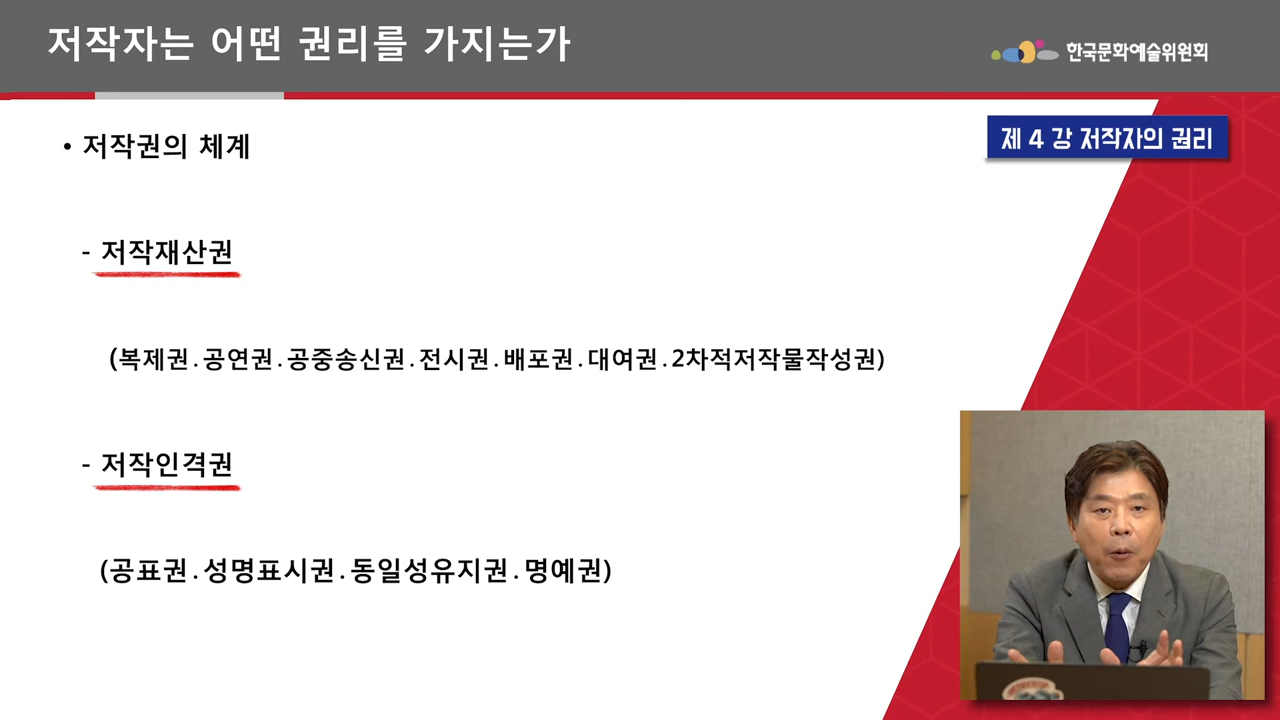 저작자는 어떤 권리를 가지는가
한국문화예술위원회
제 4 강 저작자의 권리
• 저작권의 체계
- 저작재산권
(복제권.공연권.공중송신권.전시권.배포권.대여권.2차적저작물작성권)
- 저작인격권
(공표권.성명표시권.동일성유지권.명예권)